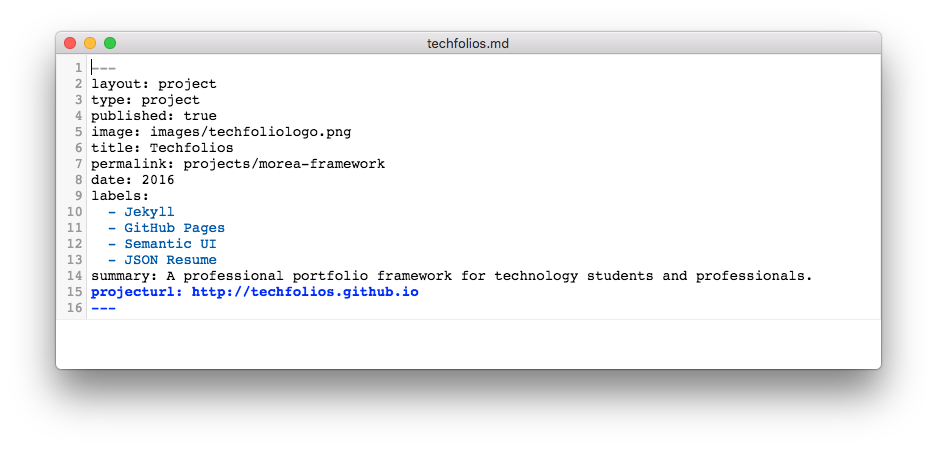 techfolios.md
1 ---
2 layout: project
3 type: project
4 published: true
5 image: images/techfoliologo.png
6 title: Techfolios
7 permalink: projects/morea-framework
8 date: 2016
9 labels:
10   - Jekyll
11   - GitHub Pages
12   - Semantic UI
13   - JSON Resume
14 summary: A professional portfolio framework for technology students and professionals.
15 projecturl: http://techfolios.github.io
16 ---